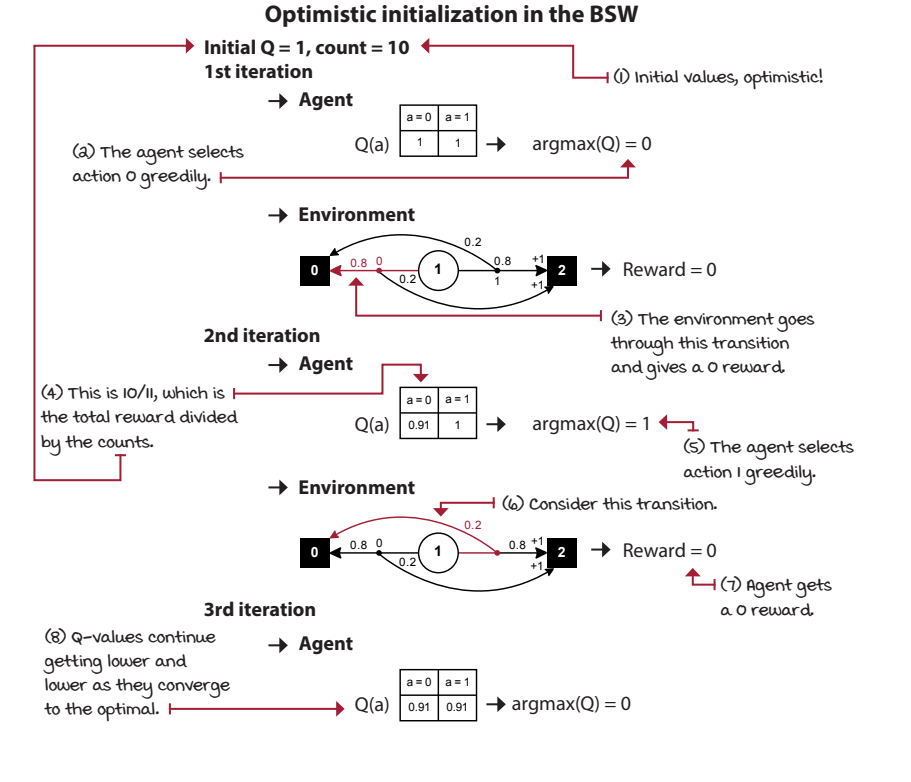 Optimistic initialization in the BSW
Initial Q = 1, count = 10
(1) Initial values, optimistic!
1st iteration
Agent
a = 0 a = 1
Q(a) 1 1 argmax(Q) = 0
(2) The agent selects
action 0 greedily.
Environment
0.2
0 0.8 0 0.2 1 0.8 1 +1 +1 2 Reward = 0
(3) The environment goes
through this transition
and gives a 0 reward.
2nd iteration
Agent
(4) This is 10/11, which is
the total reward divided
by the counts.
a = 0 a = 1
Q(a) 0.91 1 argmax(Q) = 1
(5) The agent selects
action 1 greedily.
Environment
(6) Consider this transition.
0.2
0 0.8 0 0.2 1 0.8 +1 +1 2 Reward = 0
(7) Agent gets
a 0 reward.
3rd iteration
Agent
(8) Q-values continue
getting lower and
lower as they converge
to the optimal.
a = 0 a = 1
Q(a) 0.91 0.91 argmax(Q) = 0